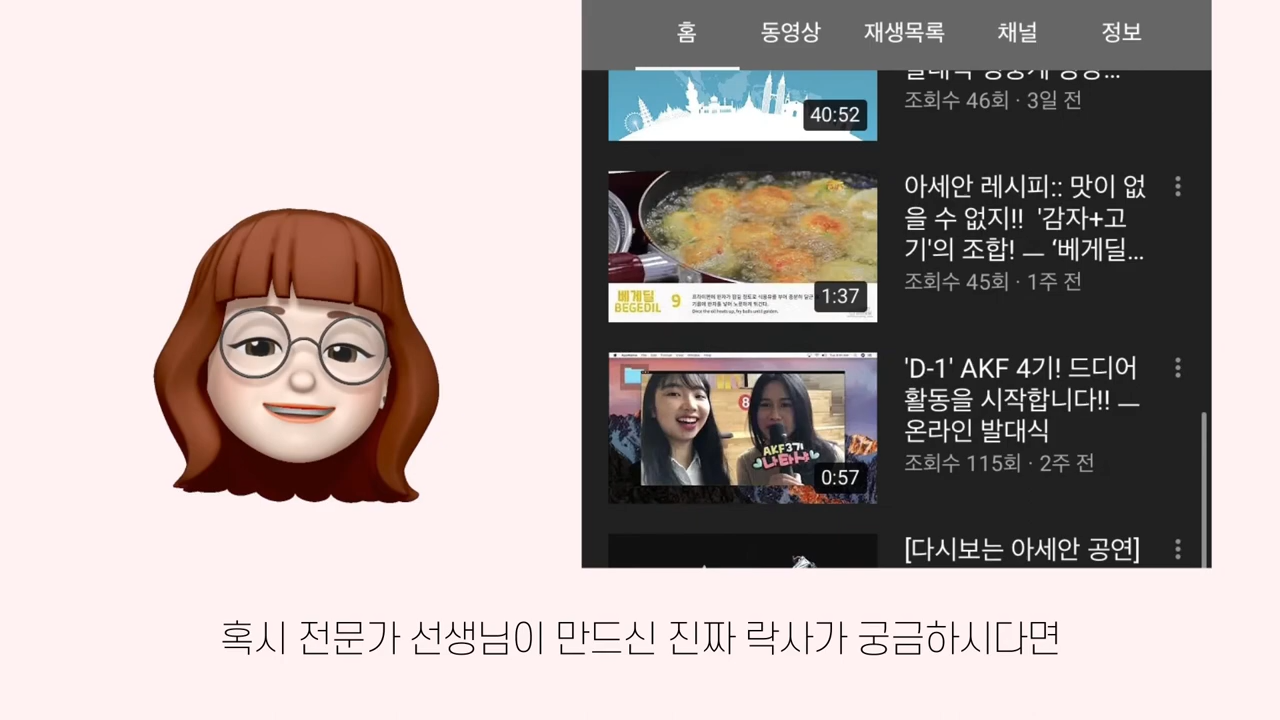 홈 동영상 재생목록 채널 정보
40:52
조회수 46회 · 3일 전
아세안 레시피:: 맛이 없
을 수 없지!! '감자+고
기'의 조합! — ‘베게딜...
조회수 45회 · 1주 전
베게딜
BEGEDIL
9
1:37
'D-1' AKF 4기! 드디어
활동을 시작합니다!! —
온라인 발대식
조회수 115회 · 2주 전
AKF 3기
나타샤
0:57
[다시보는 아세안 공연]
혹시 전문가 선생님이 만드신 진짜 락사가 궁금하시다면